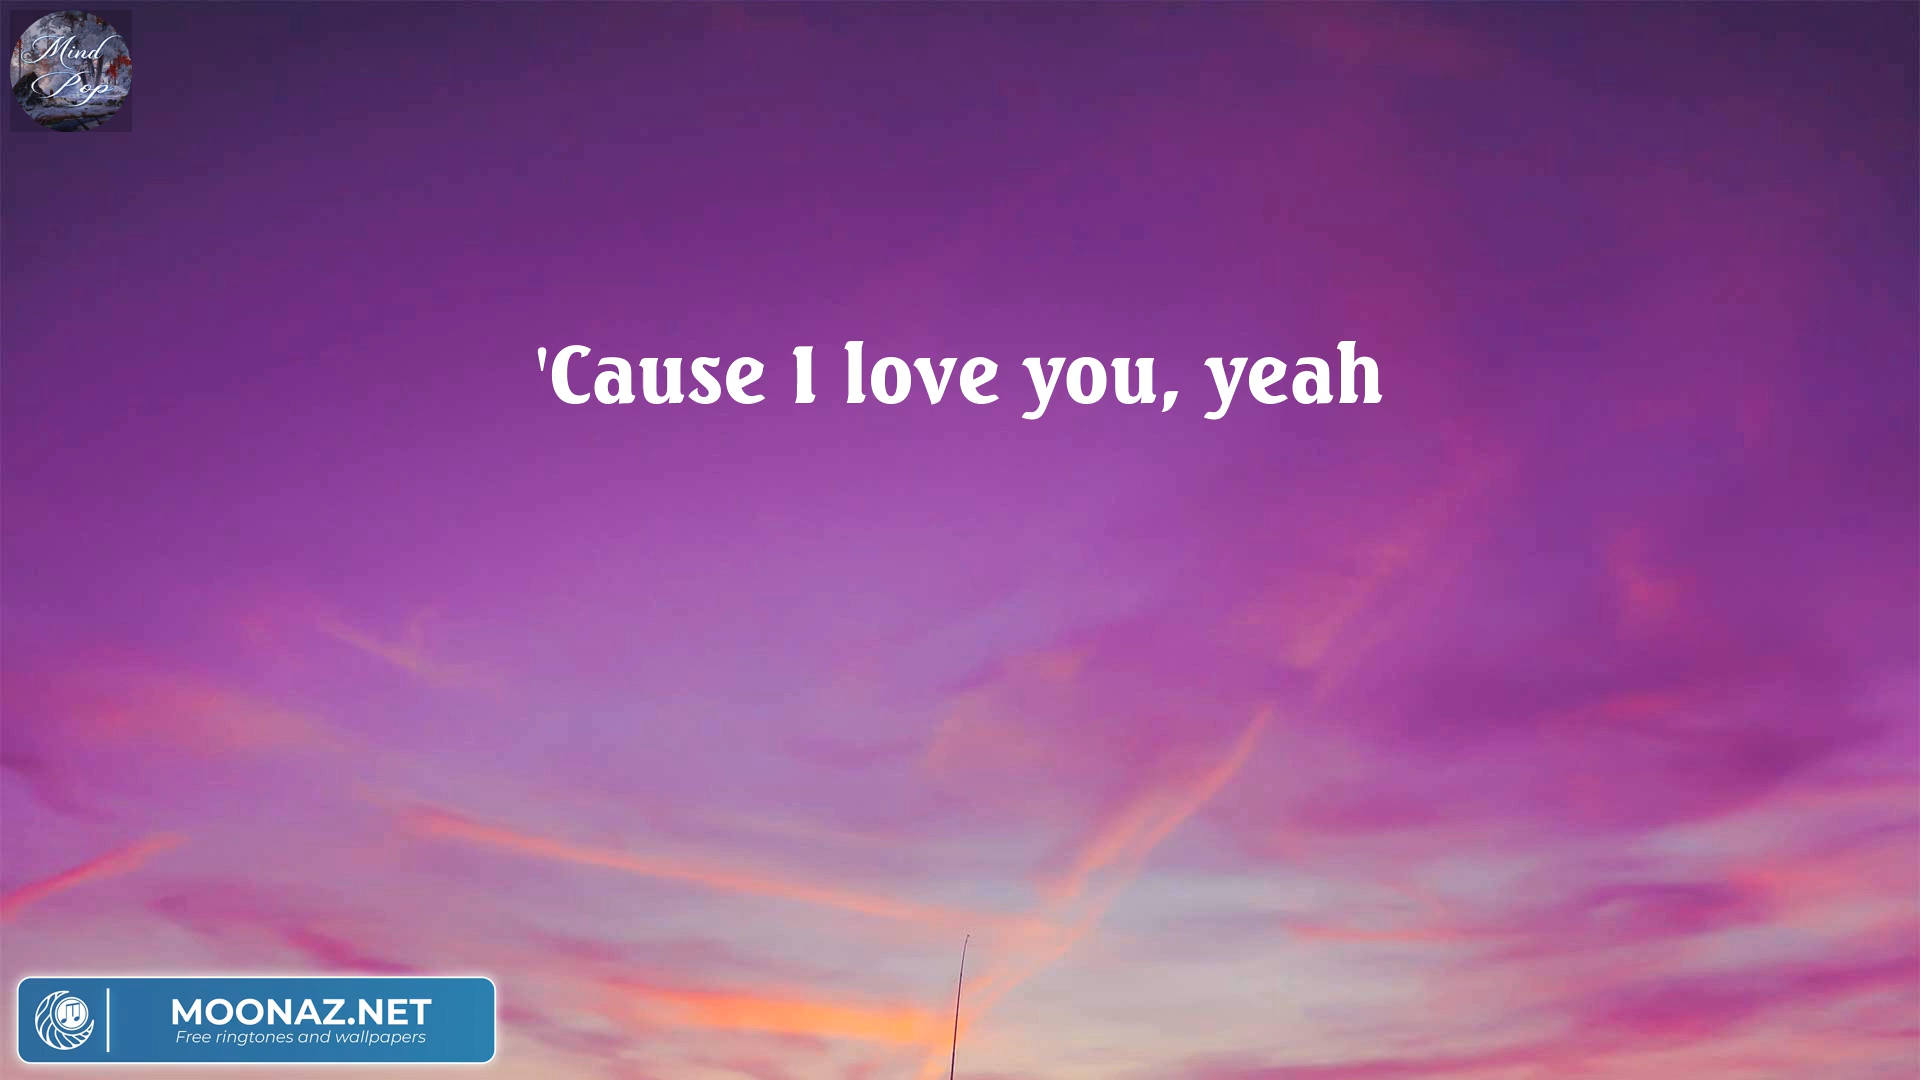 Mind
Pop
'Cause I love you, yeah
MOONAZ.NET
Free ringtones and wallpapers